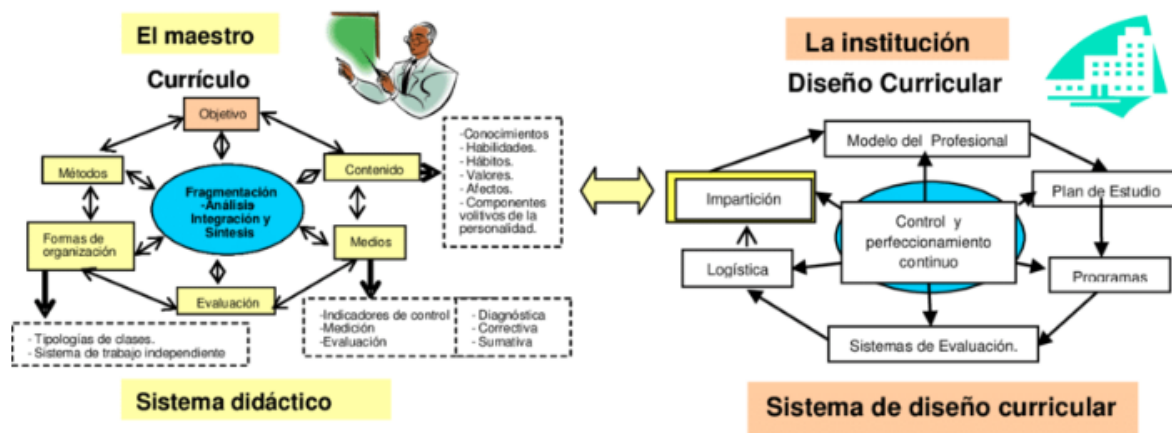 El maestro
Currículo
Objetivo
Métodos
Contenido
Fragmentación
-Análisis
Integración y
Síntesis
Formas de
organización
Medios
Evaluación
-Conocimientos
- Habilidades.
- Hábitos.
- Valores.
- Afectos.
- Componentes
volitivos de la
personalidad.
- Tipologías de clases.
- Sistema de trabajo independiente
-Indicadores de control
-Medición
-Evaluación
- Diagnóstica
- Correctiva
- Sumativa
Sistema didáctico
La institución
Diseño Curricular
Modelo del Profesional
Impartición
Plan de Estudio
Control y
perfeccionamiento
continuo
Logística
Programas
Sistemas de Evaluación.
Sistema de diseño curricular